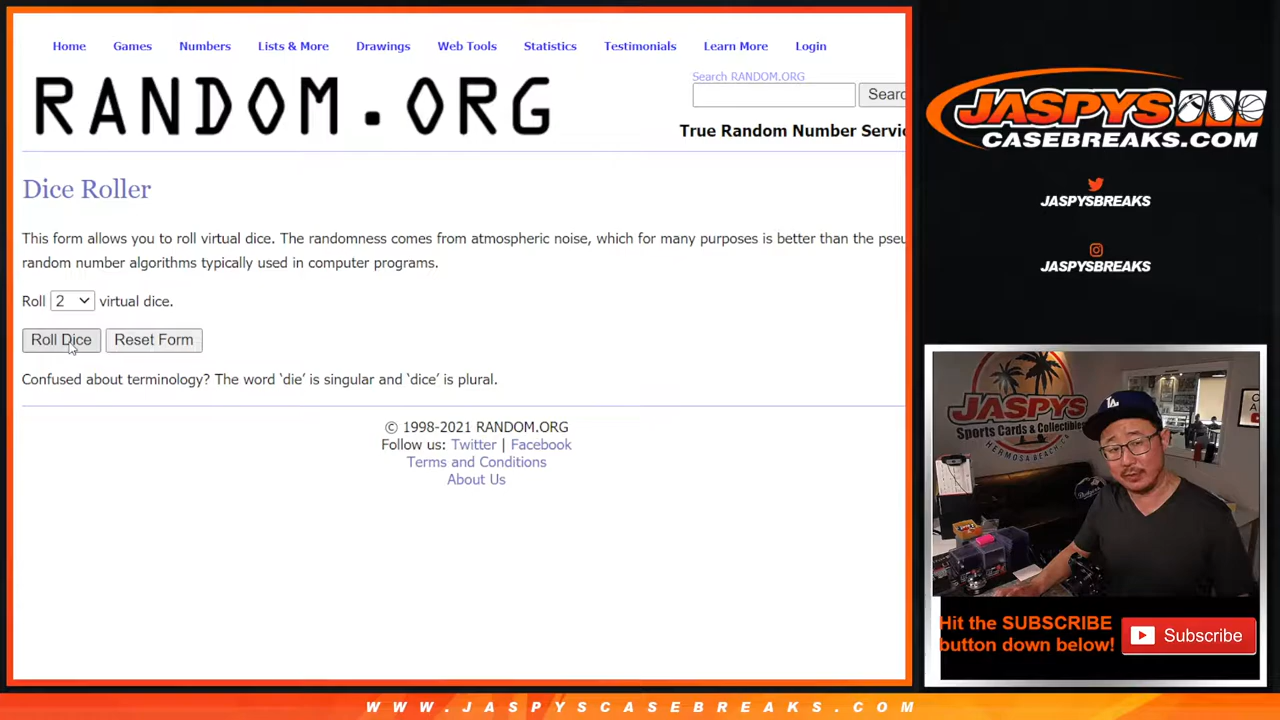 Home Games Numbers Lists & More Drawings Web Tools Statistics Testimonials Learn More Login
RANDOM.ORG
Search RANDOM.ORG
Searc
True Random Number Servic
Dice Roller
This form allows you to roll virtual dice. The randomness comes from atmospheric noise, which for many purposes is better than the pseu
random number algorithms typically used in computer programs.
Roll 2 virtual dice.
Roll Dice Reset Form
Confused about terminology? The word ‘die’ is singular and ‘dice’ is plural.
© 1998-2021 RANDOM.ORG
Follow us: Twitter | Facebook
Terms and Conditions
About Us
JASPYS
CASEBREAKS.COM
JASPYSBREAKS
JASPYSBREAKS
JASPYS
Sports Cards & Collectibles
HERMOSA BEACH, CA
LA
Dodgers
Hit the SUBSCRIBE
button down below!
Subscribe
WWW.JASPYSCASEBREAKS.COM